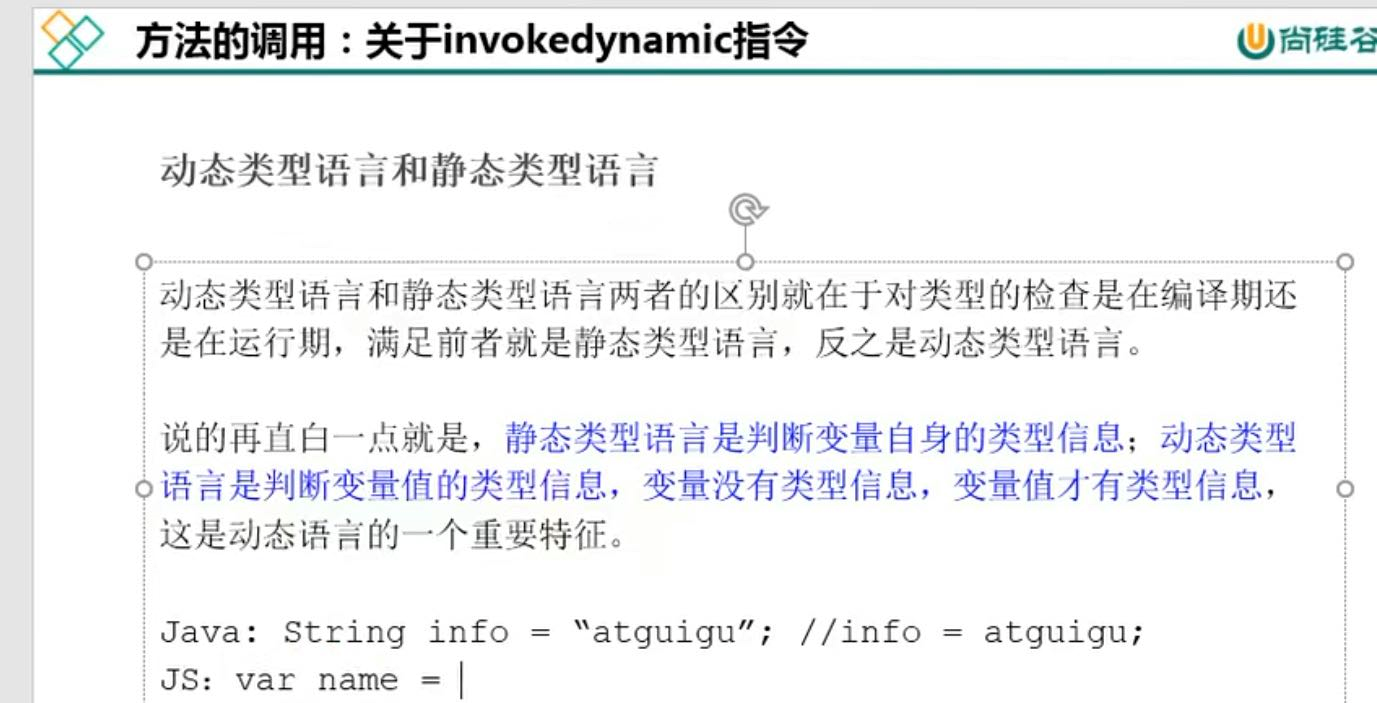 方法的调用：关于invokedynamic指令
尚硅谷
动态类型语言和静态类型语言
动态类型语言和静态类型语言两者的区别就在于对类型的检查是在编译期还
是在运行期，满足前者就是静态类型语言，反之是动态类型语言。
说的再直白一点就是，静态类型语言是判断变量自身的类型信息；动态类型
语言是判断变量值的类型信息，变量没有类型信息，变量值才有类型信息，
这是动态语言的一个重要特征。
Java: String info = “atguigu”; //info = atguigu;
JS：var name =